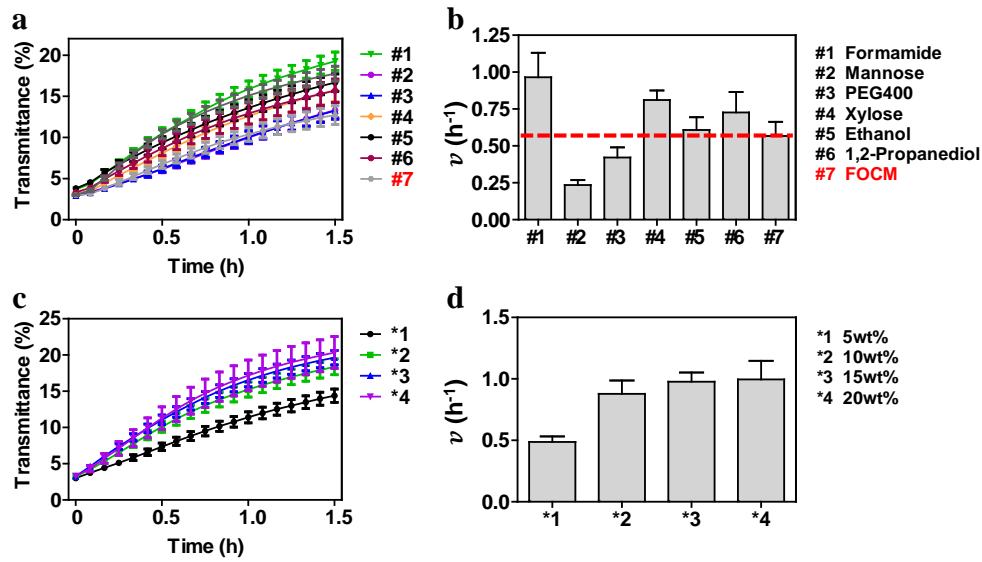 a
Transmittance (%)
20
15
10
5
0
0
0.5
1.0
1.5
Time (h)
#1
#2
#3
#4
#5
#6
#7
b
v (h-1)
1.25
1.00
0.75
0.50
0.25
0.00
#1 #2 #3 #4 #5 #6 #7
#1 Formamide
#2 Mannose
#3 PEG400
#4 Xylose
#5 Ethanol
#6 1,2-Propanediol
#7 FOCM
c
Transmittance (%)
25
20
15
10
5
0
0
0.5
1.0
1.5
Time (h)
*1
*2
*3
*4
d
v (h-1)
1.5
1.0
0.5
0.0
*1 *2 *3 *4
*1 5wt%
*2 10wt%
*3 15wt%
*4 20wt%